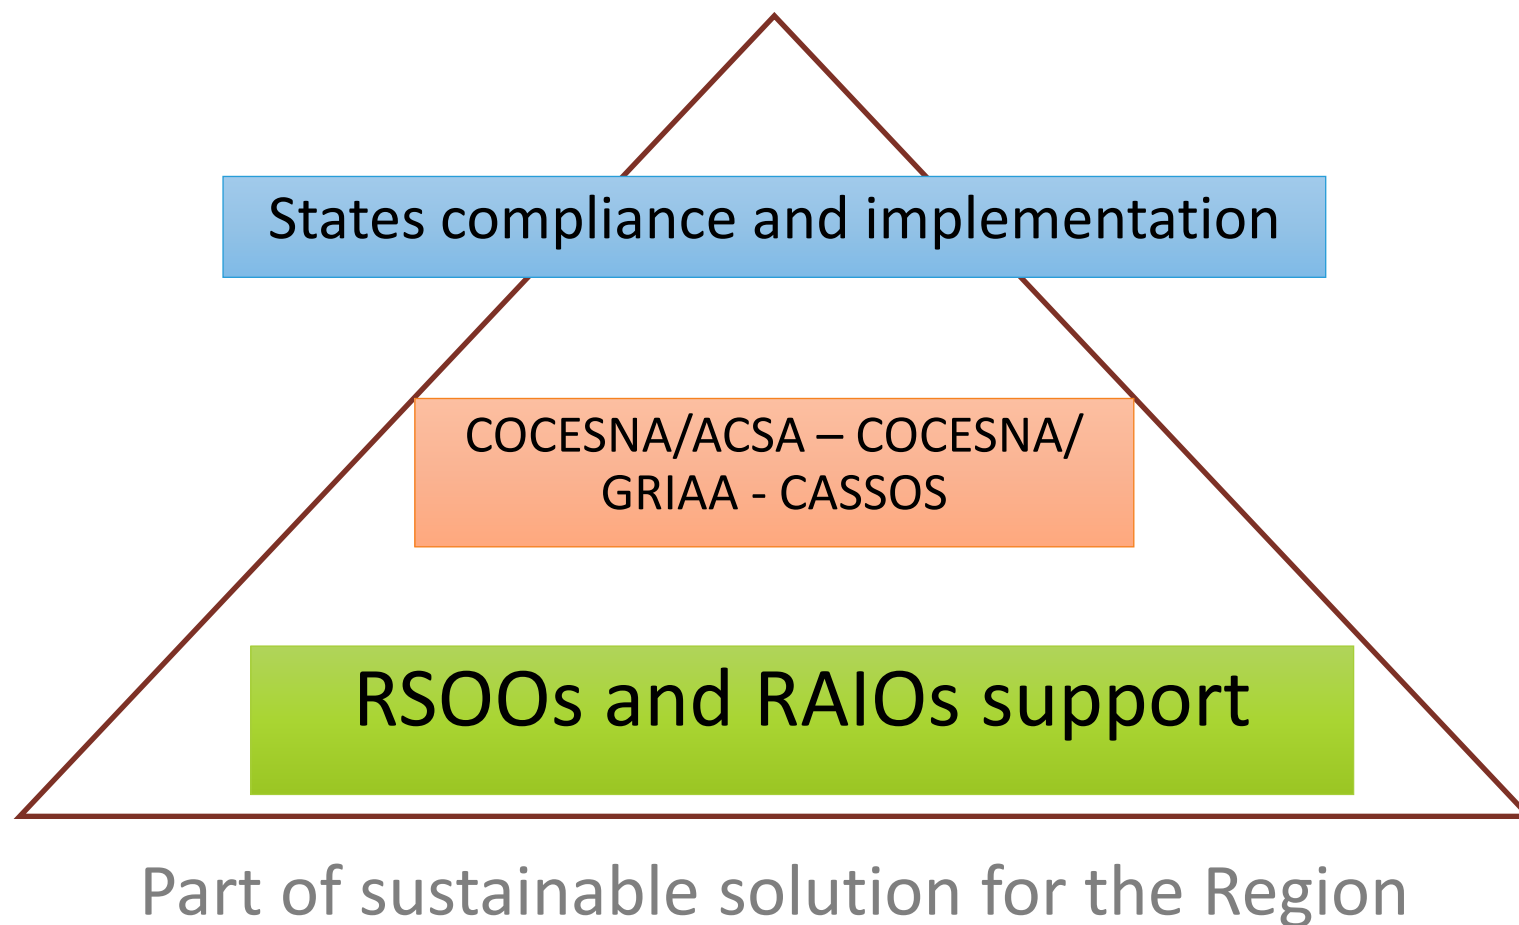 States compliance and implementation
COCESNA/ACSA – COCESNA/
GRIAA - CASSOS
RSOOs and RAIOs support
Part of sustainable solution for the Region